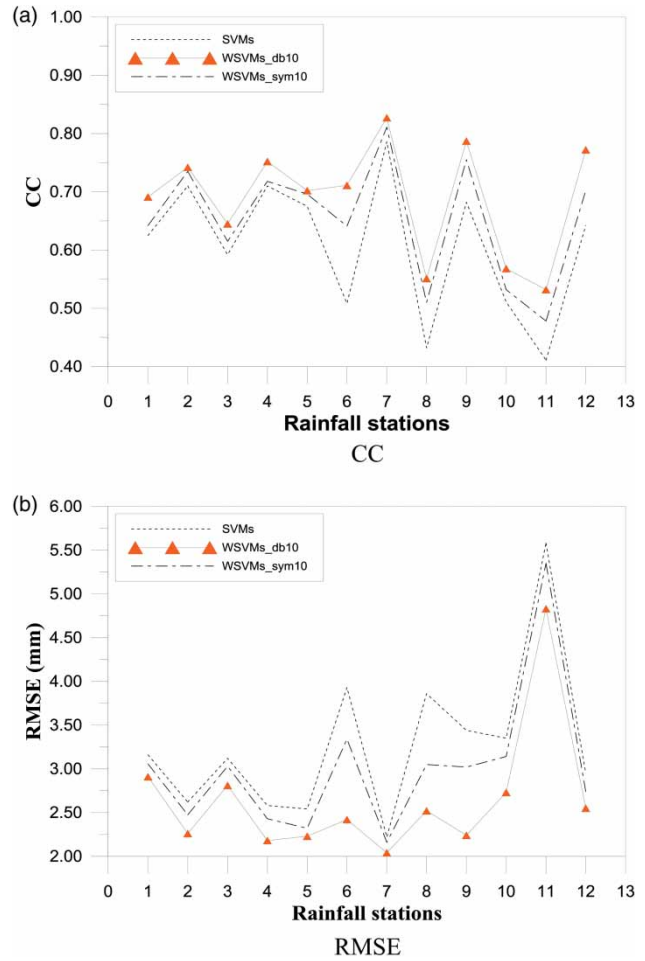 (a)
1.00
0.90
0.80
0.70
0.60
0.50
0.40
CC
SVMs
WSVMs_db10
WSVMs_sym10
0 1 2 3 4 5 6 7 8 9 10 11 12 13
Rainfall stations
CC
(b)
6.00
5.50
5.00
4.50
4.00
3.50
3.00
2.50
2.00
RMSE (mm)
SVMs
WSVMs_db10
WSVMs_sym10
0 1 2 3 4 5 6 7 8 9 10 11 12 13
Rainfall stations
RMSE